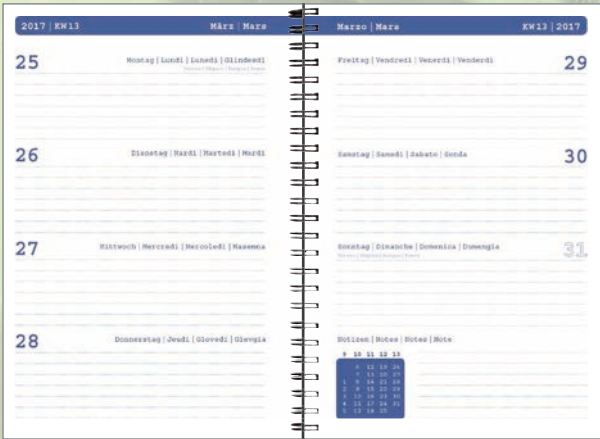 2017 | KW13
März | Mars
25
Montag | Lundi | Lunedì | Glindesdi
26
Dienstag | Mardi | Martedì | Mardi
27
Mittwoch | Mercredi | Mercoledì | Mesemna
28
Donnerstag | Jeudi | Giovedì | Gievgia
Marzo | Mars
KW13 | 2017
Freitag | Vendredi | Venerdì | Venderdi
29
Samstag | Samedi | Sabato | Sonda
30
Sonntag | Dimanche | Domenica | Dumengia
31
Notizen | Notes | Notes | Note
9 10 11 12 13